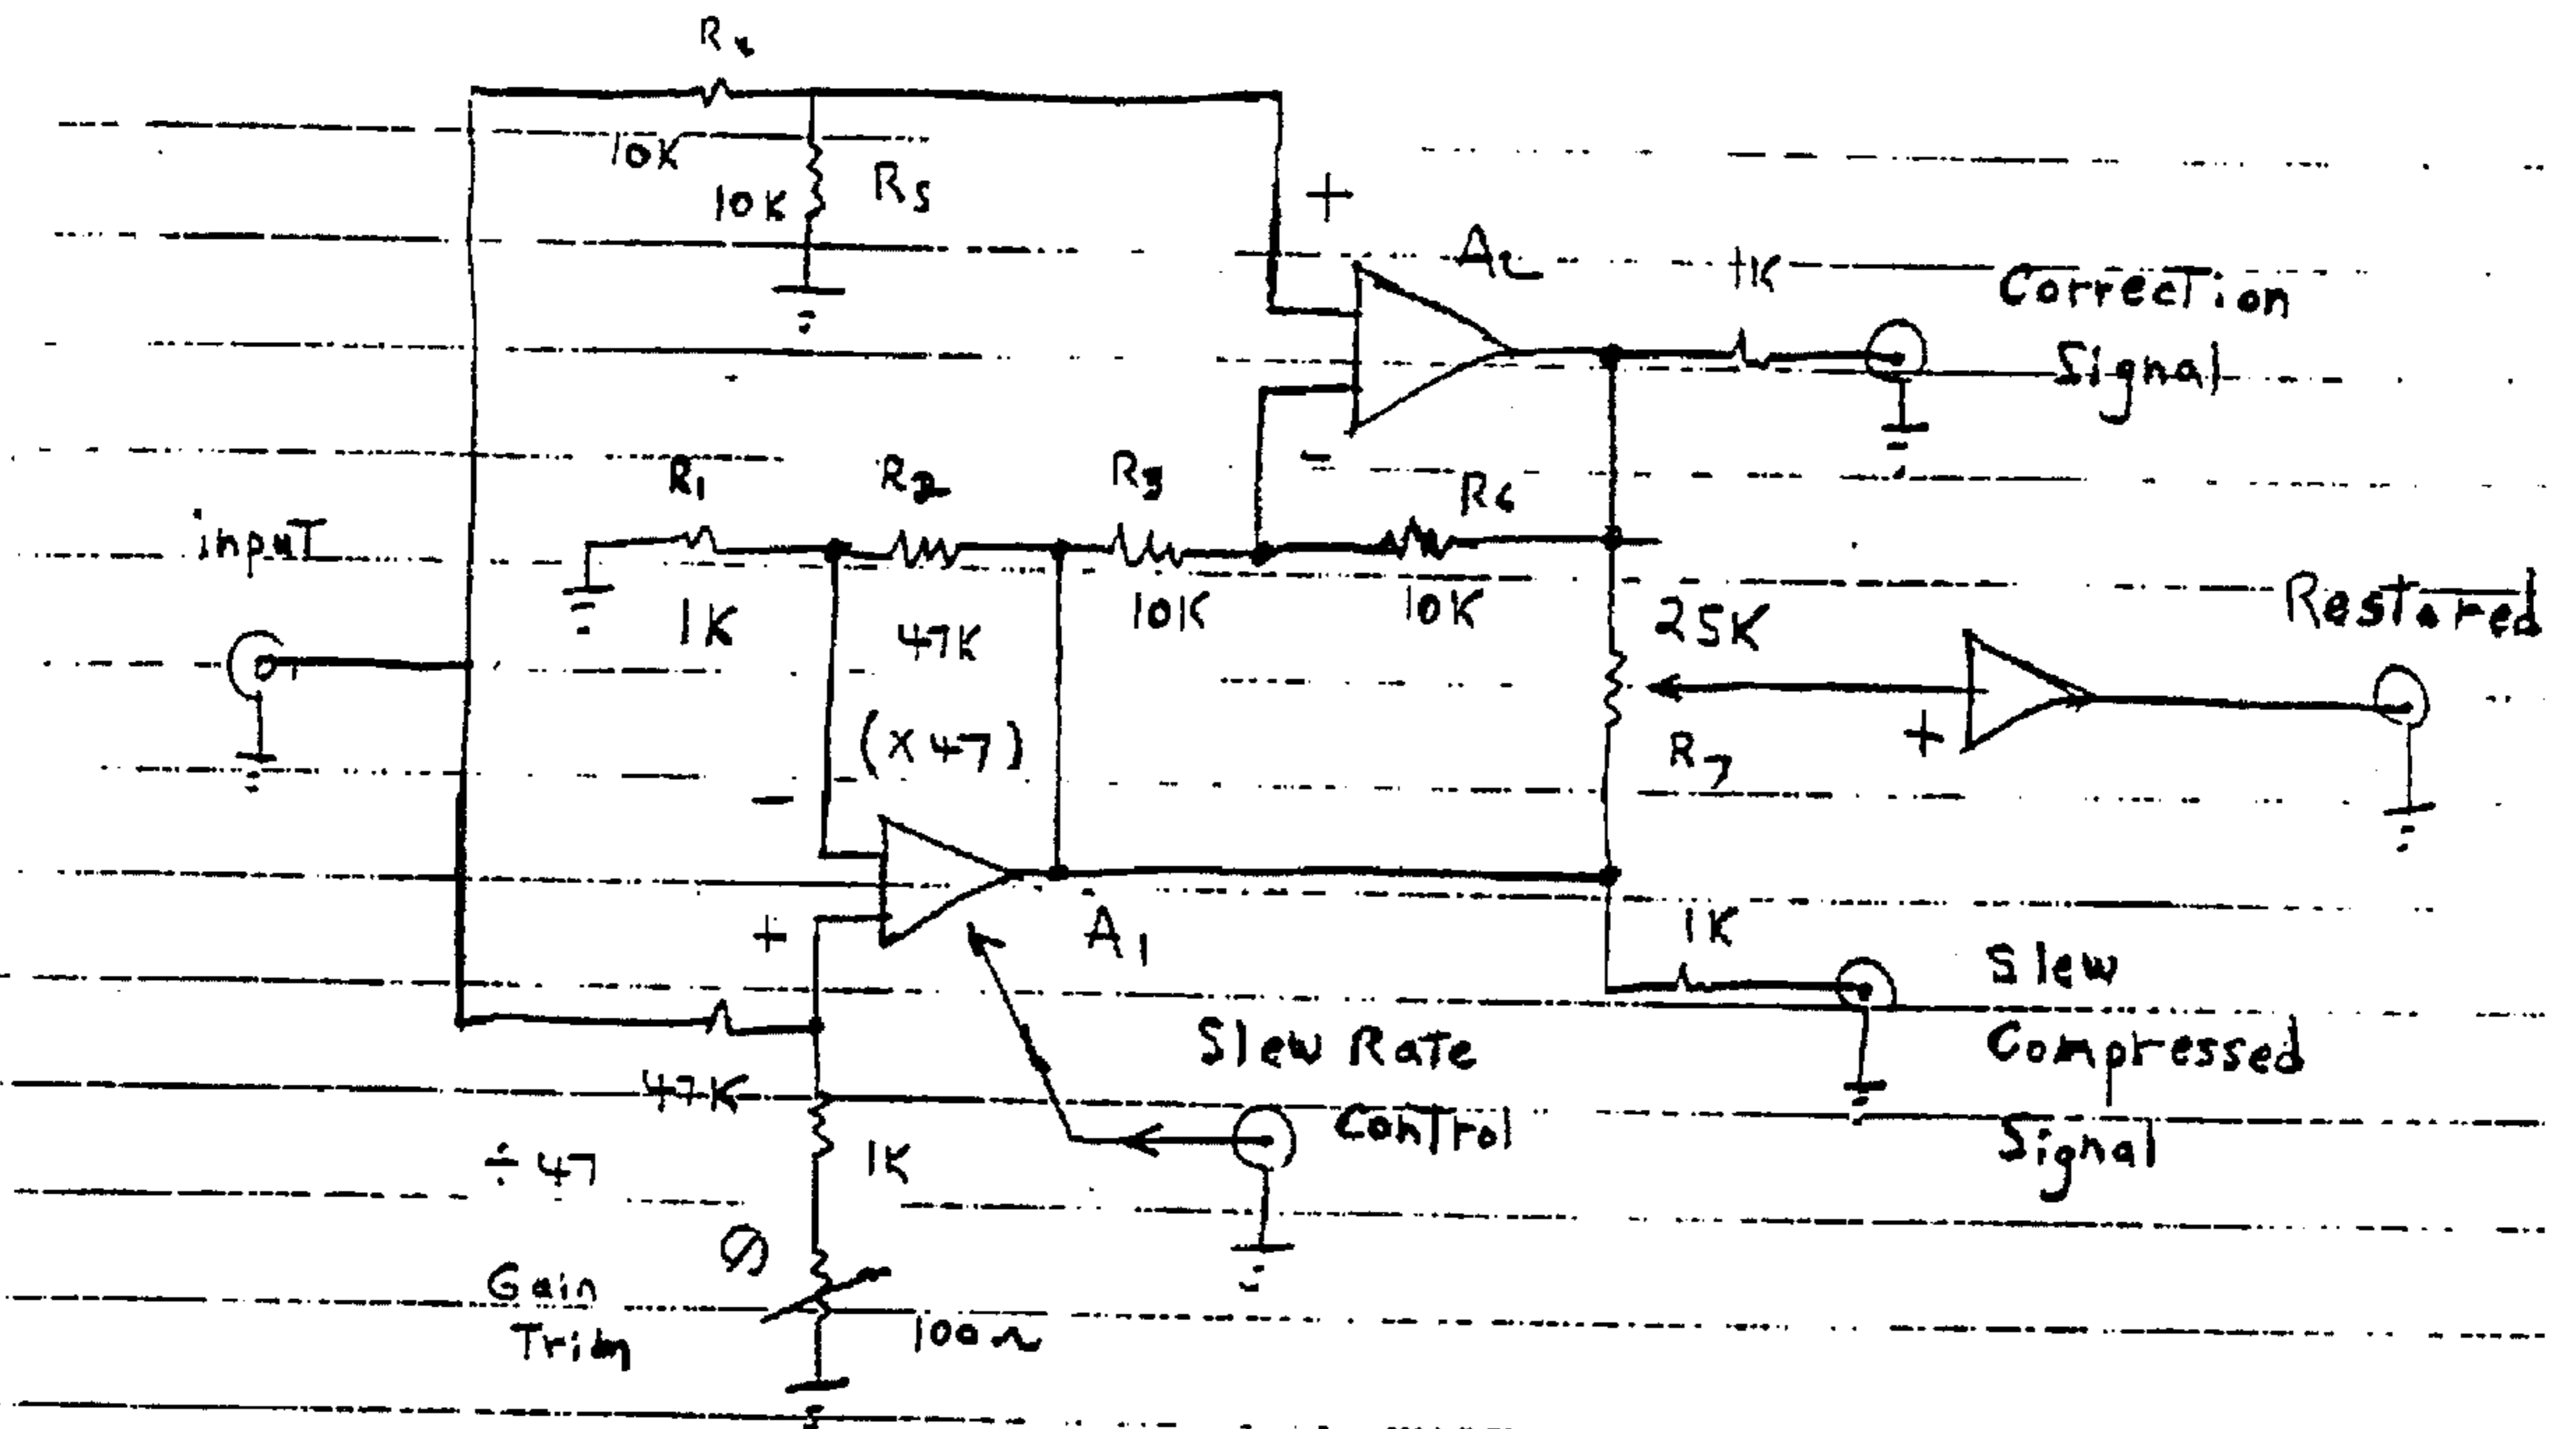 10K
10K
R5
+
A2
1K
Correction
Signal
input
R1
R2
R3
R6
-
1K
47K
10K
10K
25K
Restored
(x47)
R7
+
-
+
A1
1K
Slew
Compressed
Signal
47K
÷47
1K
Slew Rate
Control
Gain
Trim
100Ω